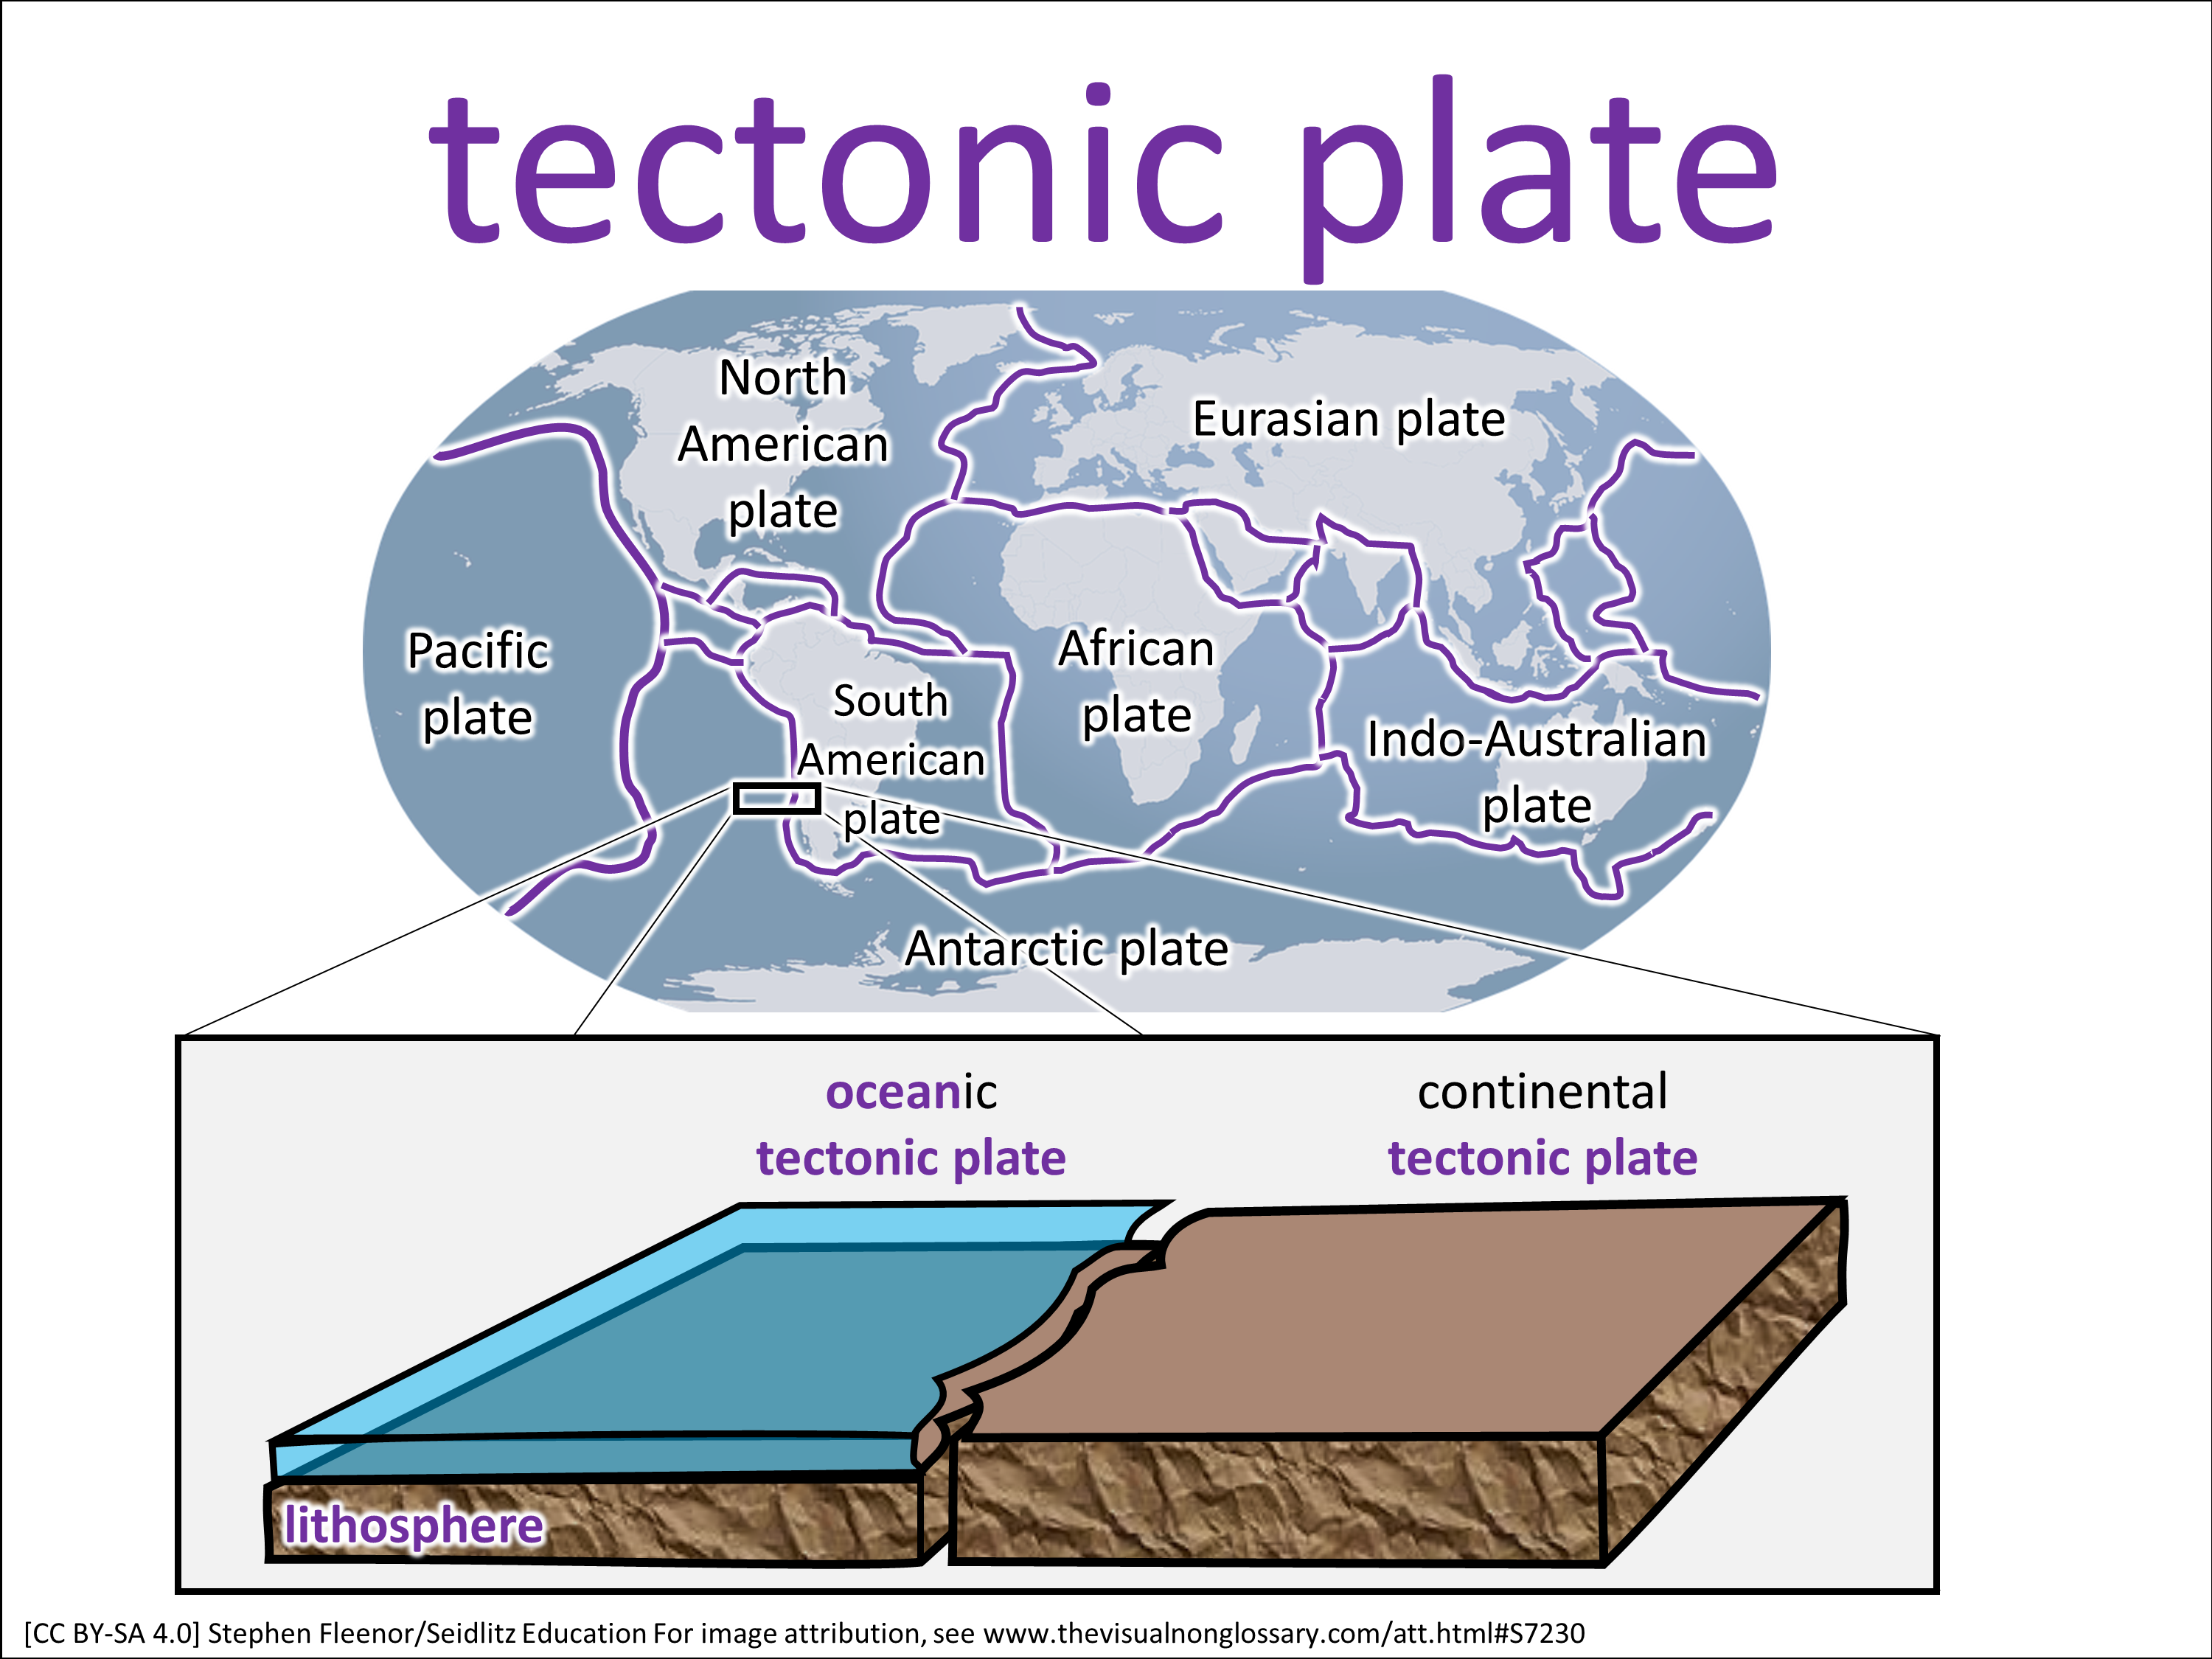 tectonic plate
North
American
plate
Eurasian plate
Pacific
plate
African
plate
South
American
plate
Indo-Australian
plate
Antarctic plate
oceanic
tectonic plate
continental
tectonic plate
lithosphere
[CC BY-SA 4.0] Stephen Fleenor/Seidlitz Education For image attribution, see www.thevisualnonglossary.com/att.html#S7230